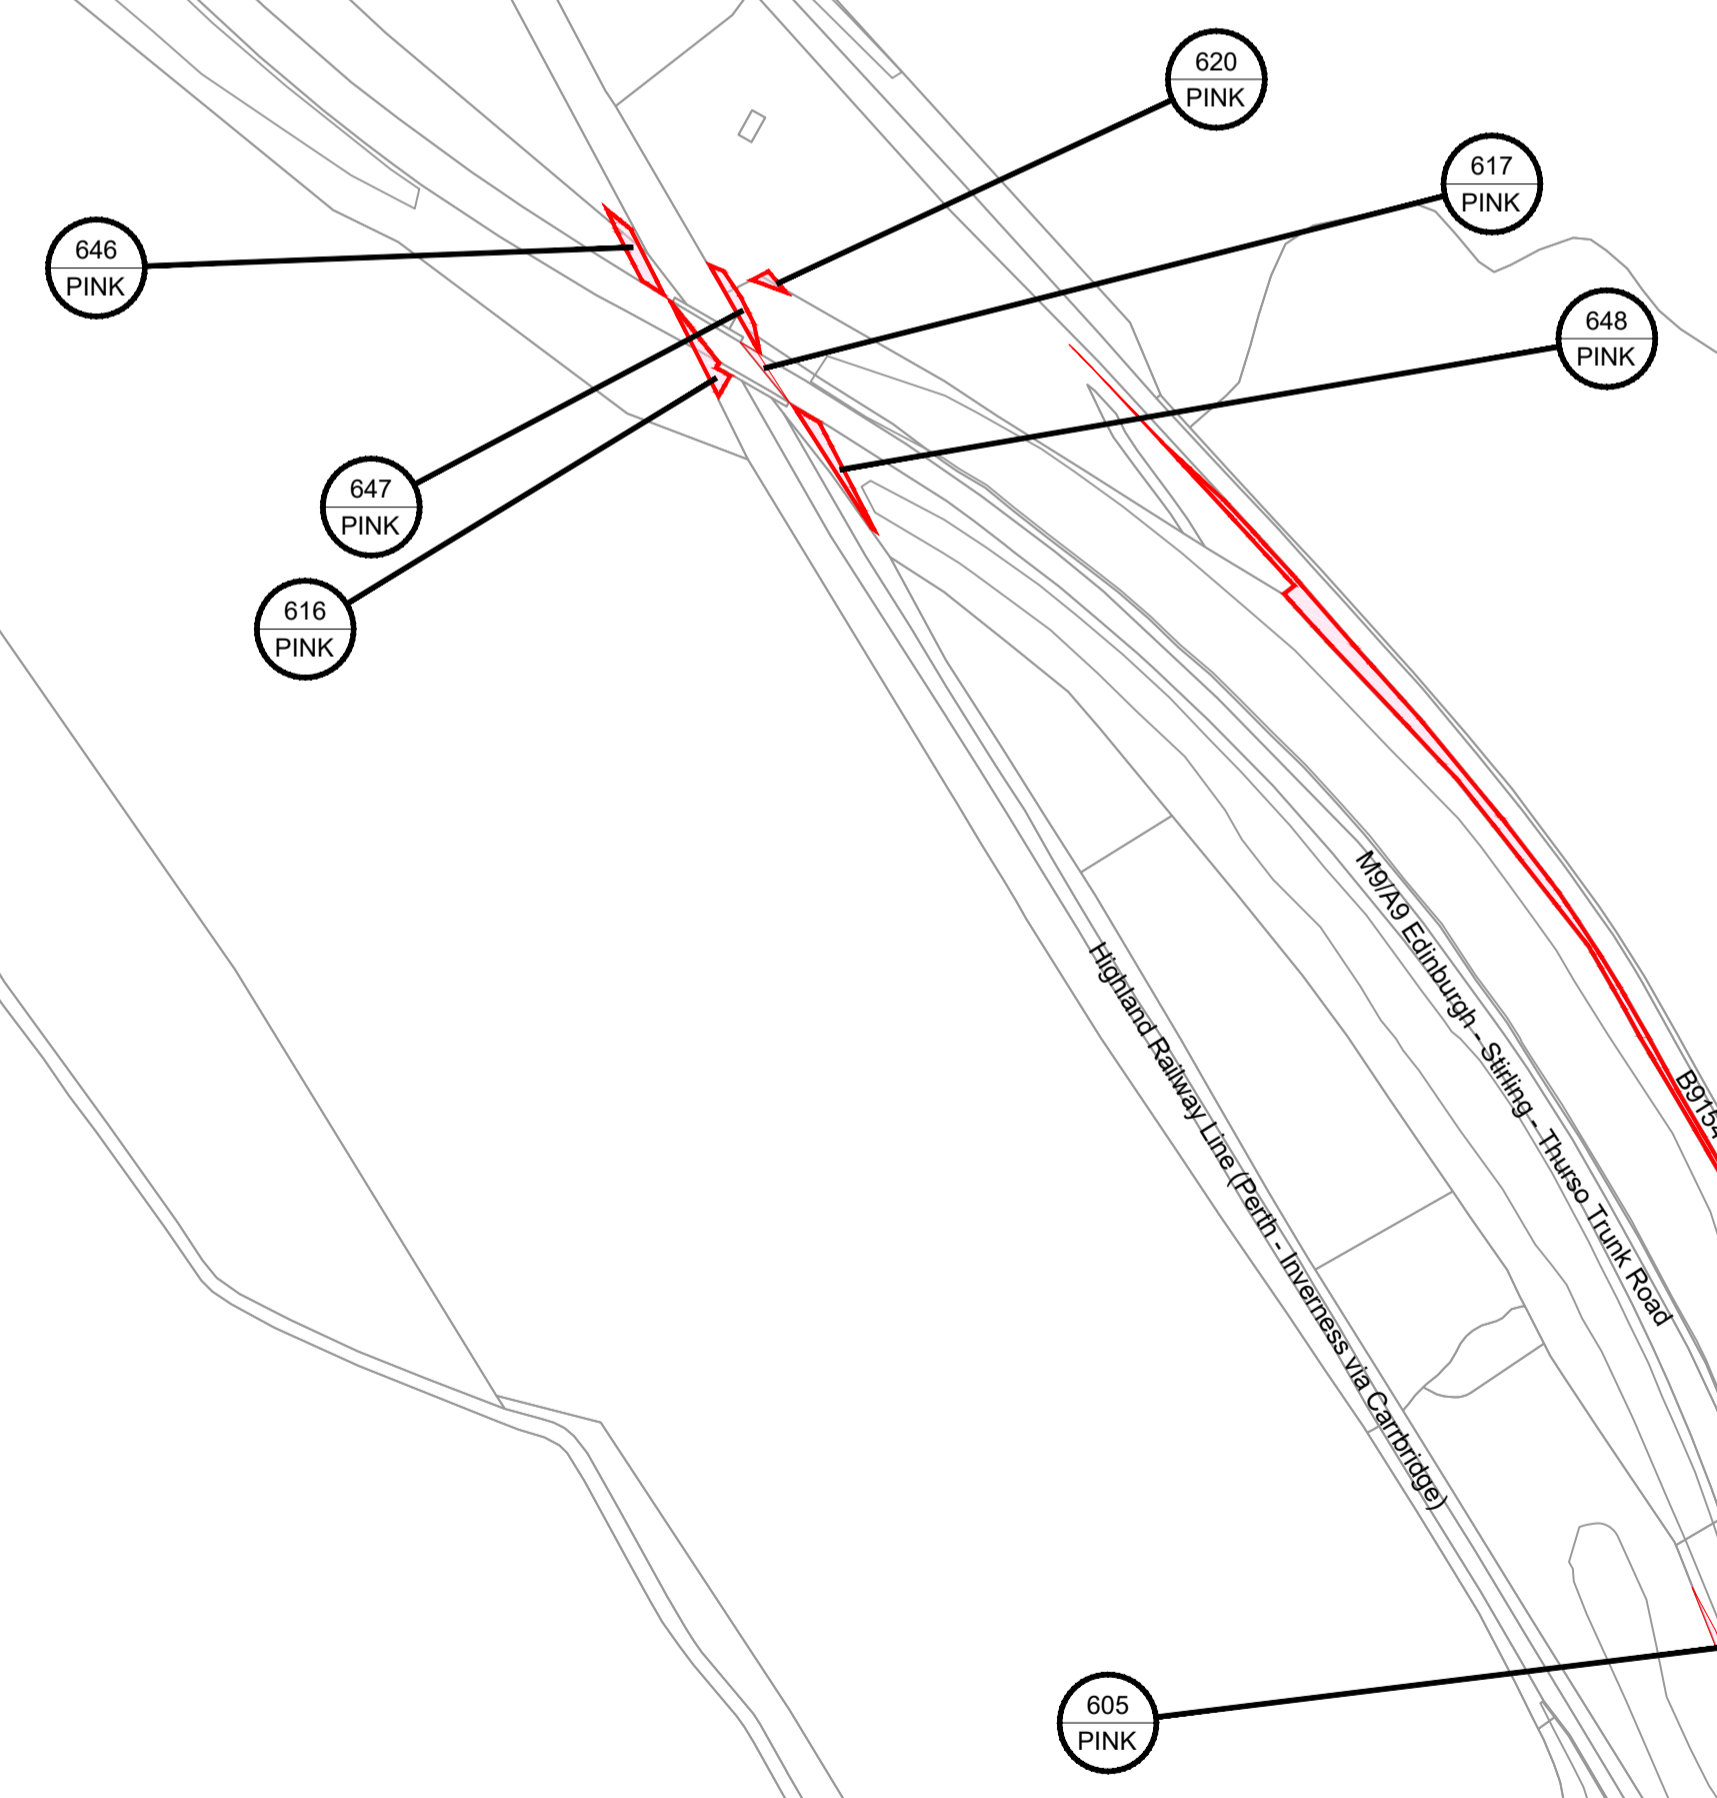 620
PINK
617
PINK
646
PINK
648
PINK
647
PINK
616
PINK
M9/A9 Edinburgh - Stirling - Thurso Trunk Road
Highland Railway Line (Perth - Inverness via Carrbridge)
B9154
605
PINK